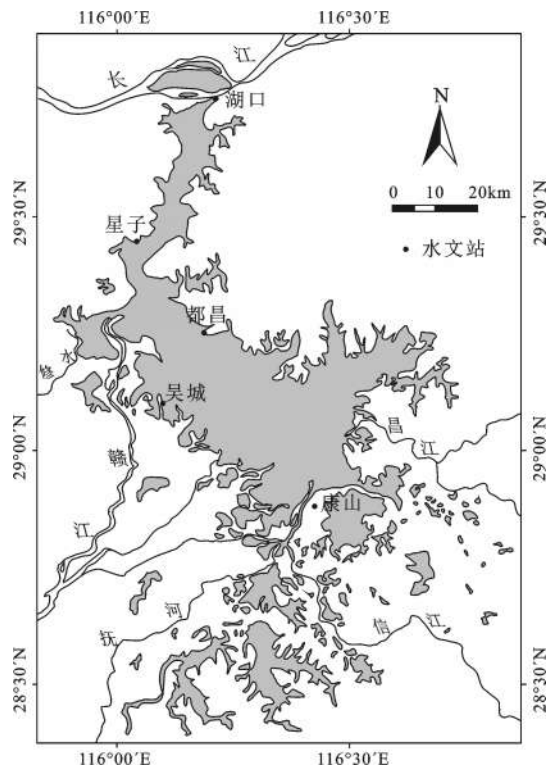 116°00′E 116°30′E
长 江
湖口
N
0 10 20km
29°30′N 29°30′N
星子
水文站
都昌
修水
吴城
昌江
29°00′N 29°00′N
赣江
康山
抚河
信江
28°30′N 28°30′N
116°00′E 116°30′E